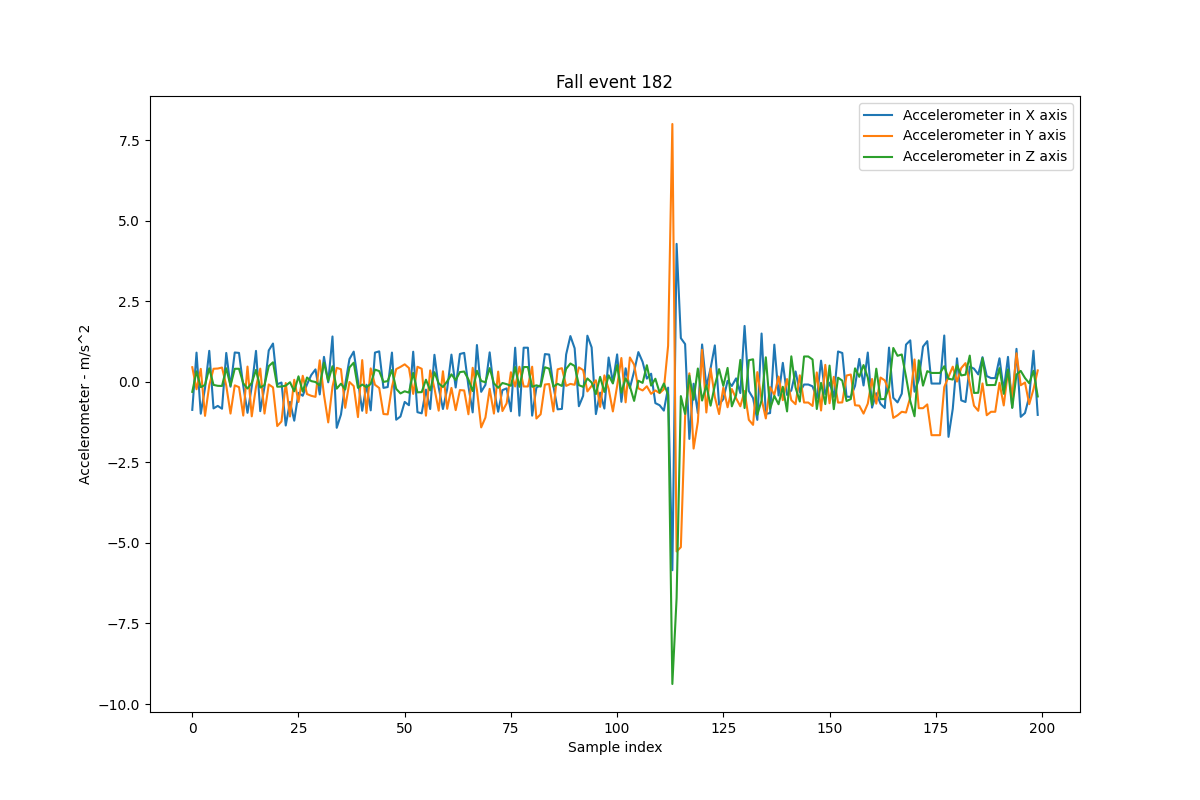 Fall event 182
Accelerometer in X axis
Accelerometer in Y axis
Accelerometer in Z axis
Accelerometer - m/s^2
7.5
5.0
2.5
0.0
−2.5
−5.0
−7.5
−10.0
0 25 50 75 100 125 150 175 200
Sample index